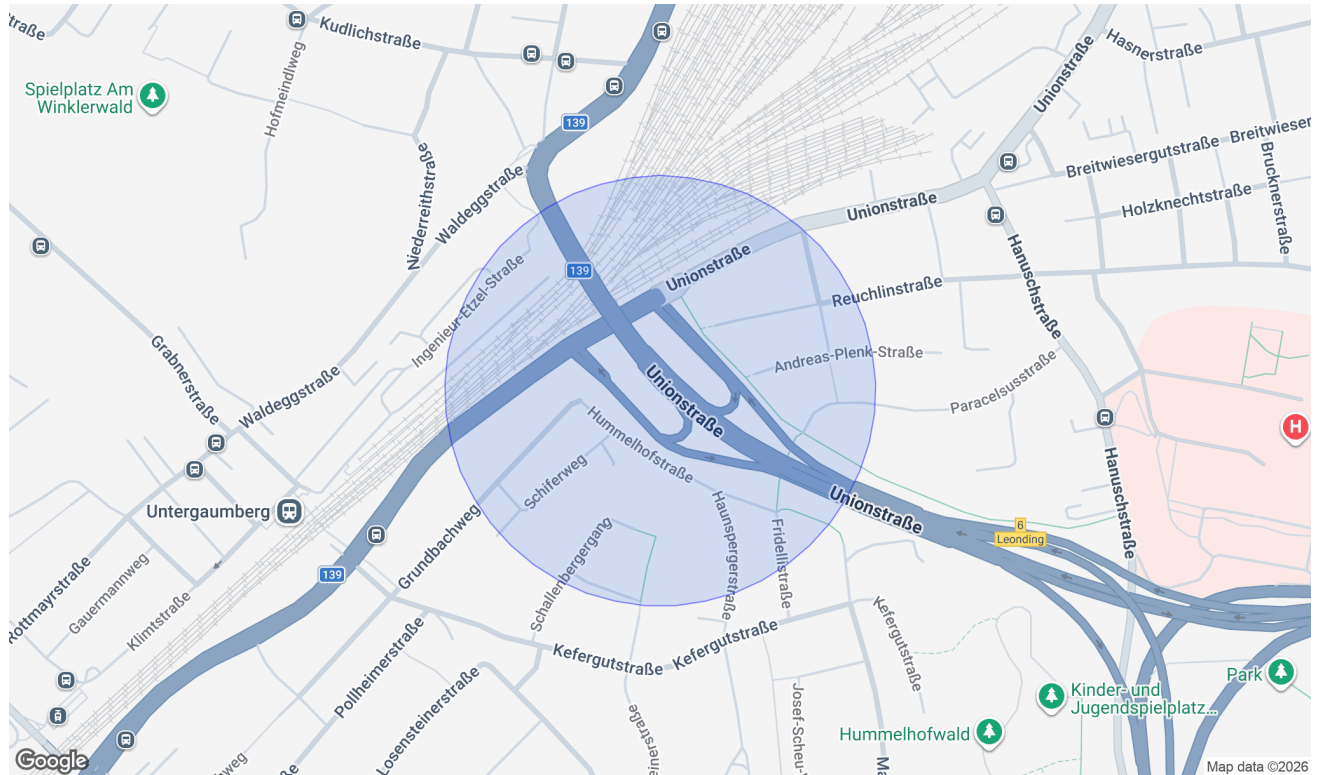 Kudlichstraße
Hasnerstraße
Unionstraße
Spielplatz Am
Winklerwald
Hofmeindlweg
139
Breitwiesergutstraße
Breitwieser
Brucknerstraße
Niederreithstraße
Waldeggstraße
Holzknechtstraße
Unionstraße
Hanuschstraße
Unionstraße
139
Ingenieur-Etzel-Straße
Reuchlinstraße
Grabnerstraße
Andreas-Plenk-Straße
Waldeggstraße
Unionstraße
Paracelsusstraße
Hummelhofstraße
H
Schiferweg
Hanuschstraße
Unionstraße
Untergaumberg
Haunspergerstraße
Fridellistraße
6
Leonding
Grundbachweg
139
Schallenbergergang
Rottmayrstraße
Gauermannweg
Klimtstraße
Kefergutstraße
Kefergutstraße
Kefergutstraße
Pollheimerstraße
Losensteinerstraße
Park
Kinder- und
Jugendspielplatz...
Hummelhofwald
Google
Map data ©2026